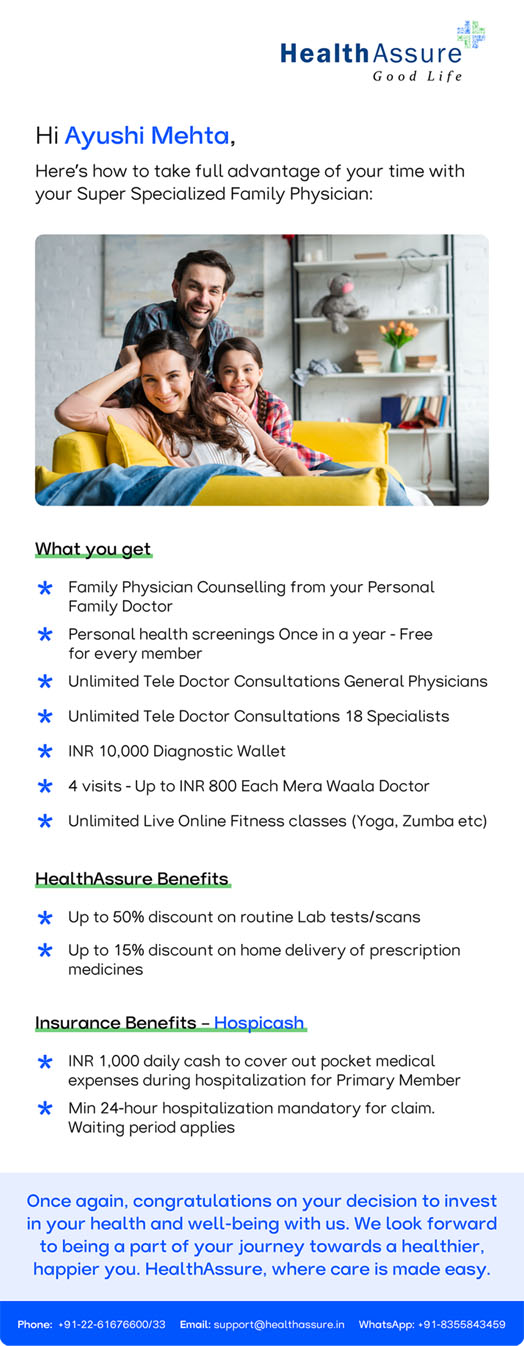 HealthAssure
Good Life
Hi Ayushi Mehta,
Here's how to take full advantage of your time with
your Super Specialized Family Physician:
What you get
* Family Physician Counselling from your Personal
Family Doctor
* Personal health screenings Once in a year - Free
for every member
* Unlimited Tele Doctor Consultations General Physicians
* Unlimited Tele Doctor Consultations 18 Specialists
* INR 10,000 Diagnostic Wallet
* 4 visits - Up to INR 800 Each Mera Waala Doctor
* Unlimited Live Online Fitness classes (Yoga, Zumba etc)
HealthAssure Benefits
* Up to 50% discount on routine Lab tests/scans
* Up to 15% discount on home delivery of prescription
medicines
Insurance Benefits – Hospicash
* INR 1,000 daily cash to cover out pocket medical
expenses during hospitalization for Primary Member
* Min 24-hour hospitalization mandatory for claim.
Waiting period applies
Once again, congratulations on your decision to invest
in your health and well-being with us. We look forward
to being a part of your journey towards a healthier,
happier you. HealthAssure, where care is made easy.
Phone: +91-22-61676600/33 Email: support@healthassure.in WhatsApp: +91-8355843459